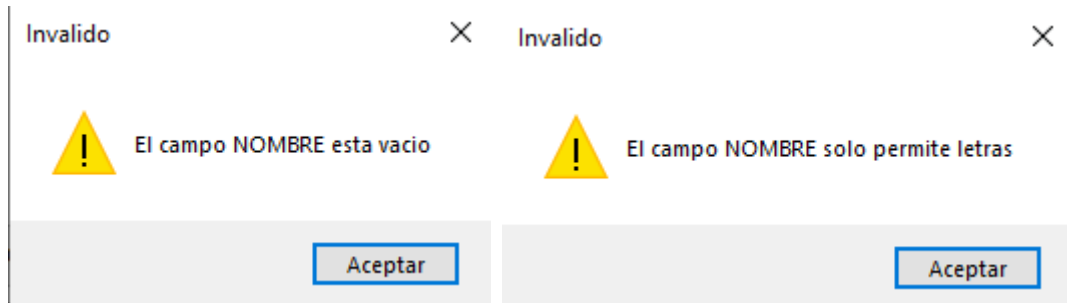 Invalido
El campo NOMBRE esta vacio
Aceptar
Invalido
El campo NOMBRE solo permite letras
Aceptar